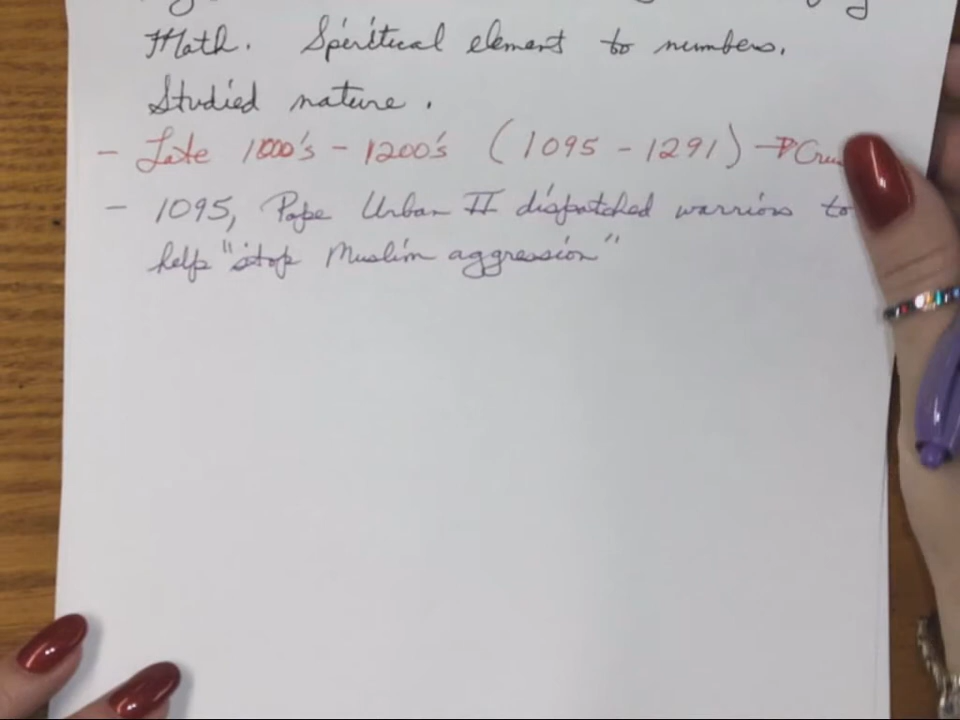 Math. Spiritual element to numbers.
Studied nature.
- Late 1000's - 1200's (1095 - 1291) →
- 1095, Pope Urban II dispatched warriors to
help "stop Muslim aggression"